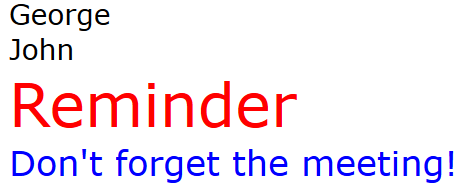 George
John
Reminder
Don't forget the meeting!